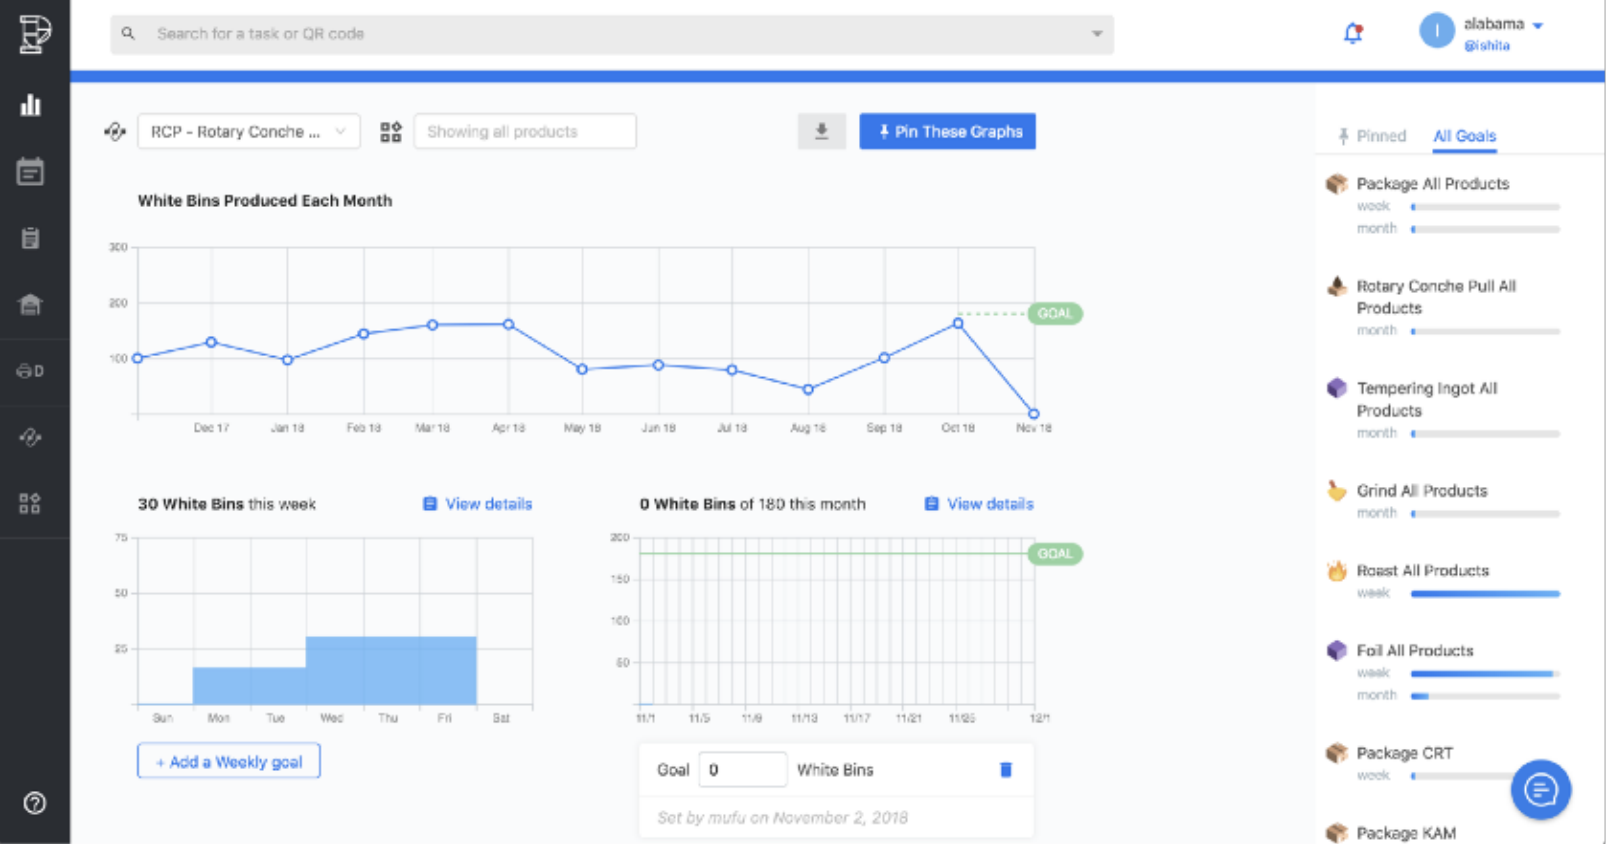 Search for a task or QR code
alabama
I
@ishita
RCP - Rotary Conche ...
Showing all products
Pin These Graphs
Pinned
All Goals
White Bins Produced Each Month
300
200
100
GOAL
Dec 17
Jan 18
Feb 18
Mar 18
Apr 18
May 18
Jun 18
Jul 18
Aug 18
Sep 18
Oct 18
Nov 18
D
30 White Bins this week
View details
75
50
25
Sun
Mon
Tue
Wed
Thu
Fri
Sat
+ Add a Weekly goal
0 White Bins of 180 this month
View details
200
150
100
50
GOAL
11/1
11/5
11/9
11/13
11/17
11/21
11/25
12/1
Goal
0
White Bins
Set by mufu on November 2, 2018
Package All Products
week
month
Rotary Conche Pull All
Products
month
Tempering Ingot All
Products
month
Grind All Products
month
Roast All Products
week
Foil All Products
week
month
Package CRT
week
Package KAM